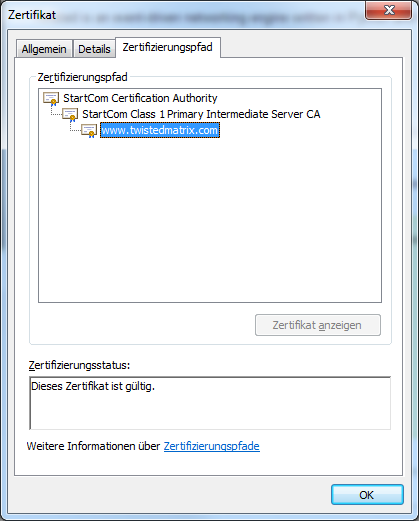 Zertifikat
Allgemein Details Zertifizierungspfad
Zertifizierungspfad
StartCom Certification Authority
StartCom Class 1 Primary Intermediate Server CA
www.twistedmatrix.com
Zertifikat anzeigen
Zertifizierungsstatus:
Dieses Zertifikat ist gültig.
Weitere Informationen über Zertifizierungspfade
OK